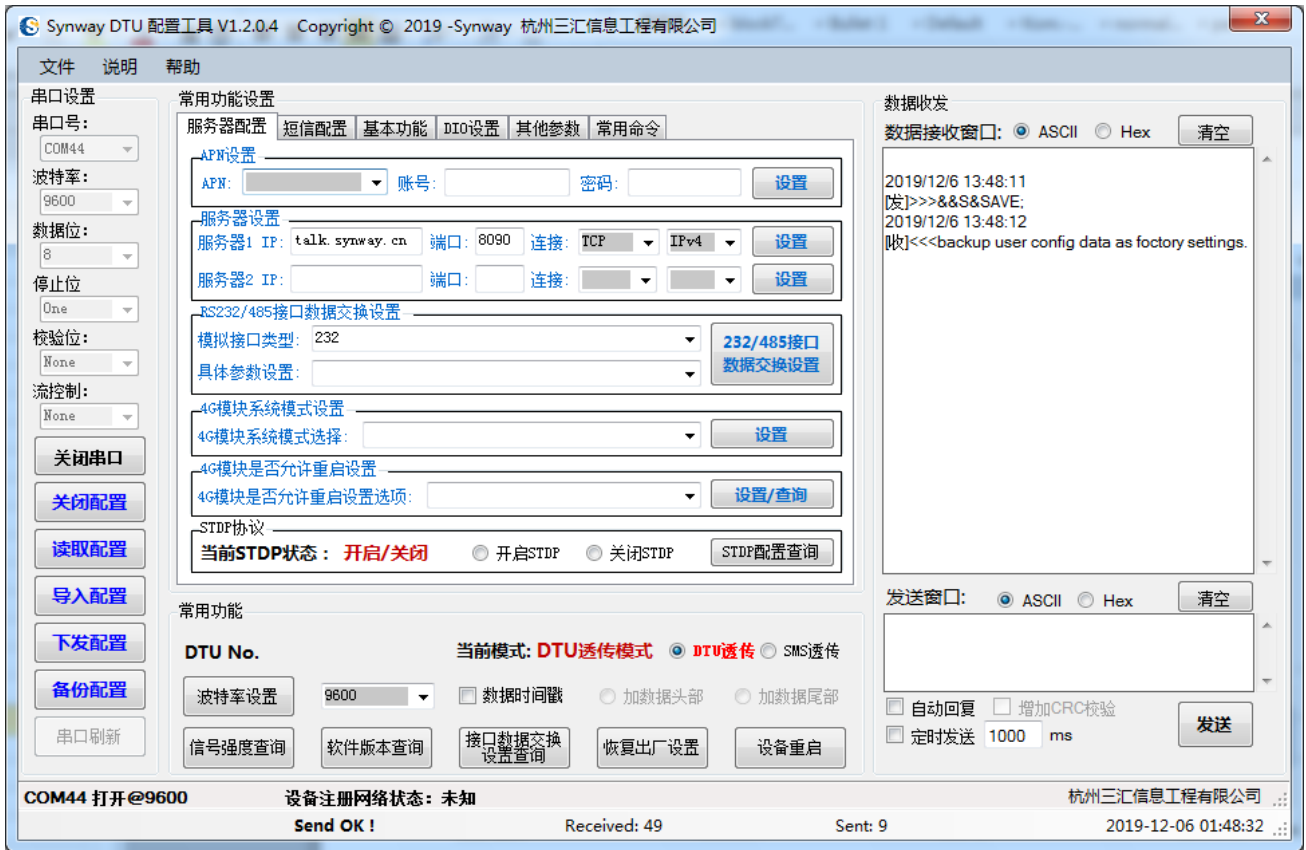 Synway DTU 配置工具 V1.2.0.4 Copyright © 2019 -Synway 杭州三汇信息工程有限公司
文件 说明 帮助
串口设置
串口号:
COM44
波特率:
9600
数据位:
8
停止位
One
校验位:
None
流控制:
None
关闭串口
关闭配置
读取配置
导入配置
下发配置
备份配置
串口刷新
常用功能设置
服务器配置 短信配置 基本功能 DIO设置 其他参数 常用命令
APN设置
APN: 账号: 密码: 设置
服务器设置
服务器1 IP: talk.synway.cn 端口: 8090 连接: TCP IPv4 设置
服务器2 IP: 端口: 连接: 设置
RS232/485接口数据交换设置
模拟接口类型: 232
具体参数设置:
232/485接口
数据交换设置
4G模块系统模式设置
4G模块系统模式选择: 设置
4G模块是否允许重启设置
4G模块是否允许重启设置选项: 设置/查询
STDP协议
当前STDP状态： 开启/关闭 开启STDP 关闭STDP STDP配置查询
常用功能
DTU No. 当前模式: DTU透传模式 DTU透传 SMS透传
波特率设置 9600 数据时间戳 加数据头部 加数据尾部
信号强度查询 软件版本查询 接口数据交换
设置查询 恢复出厂设置 设备重启
数据收发
数据接收窗口: ASCII Hex 清空
2019/12/6 13:48:11
[发]>>>&&S&SAVE;
2019/12/6 13:48:12
[收]<<<backup user config data as foctory settings.
发送窗口: ASCII Hex 清空
自动回复 增加CRC校验
定时发送 1000 ms
发送
COM44 打开@9600 设备注册网络状态：未知 杭州三汇信息工程有限公司
Send OK ! Received: 49 Sent: 9 2019-12-06 01:48:32